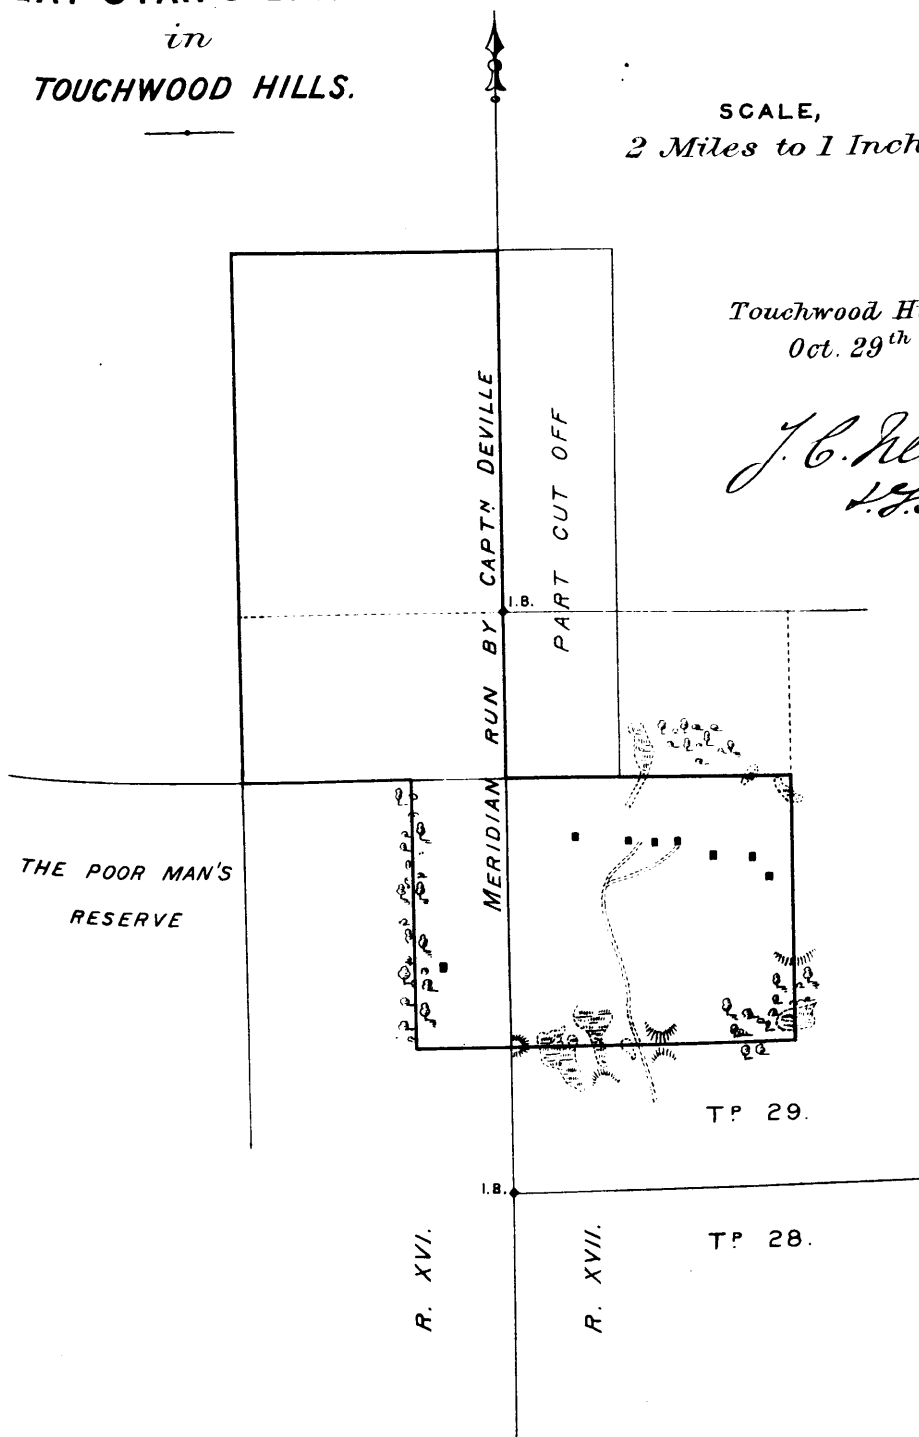 in
TOUCHWOOD HILLS.
SCALE,
2 Miles to 1 Inch
Touchwood
Oct. 29th
J. C.
MERIDIAN RUN BY CAPTN DEVILLE
PART CUT OFF
I.B.
THE POOR MAN'S
RESERVE
TP 29.
I.B.
TP 28.
R. XVI.
R. XVII.